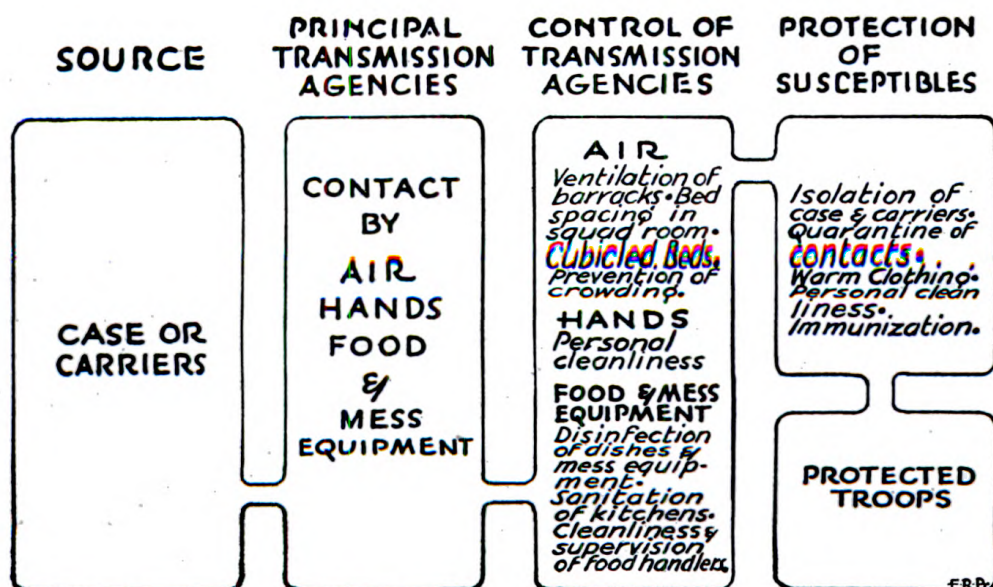 SOURCE
PRINCIPAL
TRANSMISSION
AGENCIES
CONTROL OF
TRANSMISSION
AGENCIES
PROTECTION
OF
SUSCEPTIBLES
CASE OR
CARRIERS
CONTACT
BY
AIR
HANDS
FOOD
&
MESS
EQUIPMENT
AIR
Ventilation of
barracks•Bed
spacing in
squad room•
Cubicled Beds.
Prevention of
crowding.
HANDS
Personal
cleanliness
FOOD & MESS
EQUIPMENT
Disinfection
of dishes &
mess equip-
ment.
Sanitation
of kitchens.
Cleanliness &
supervision
of food handlers.
Isolation of
case & carriers.
Quarantine of
contacts.
Warm Clothing.
Personal clean
liness.
Immunization.
PROTECTED
TROOPS